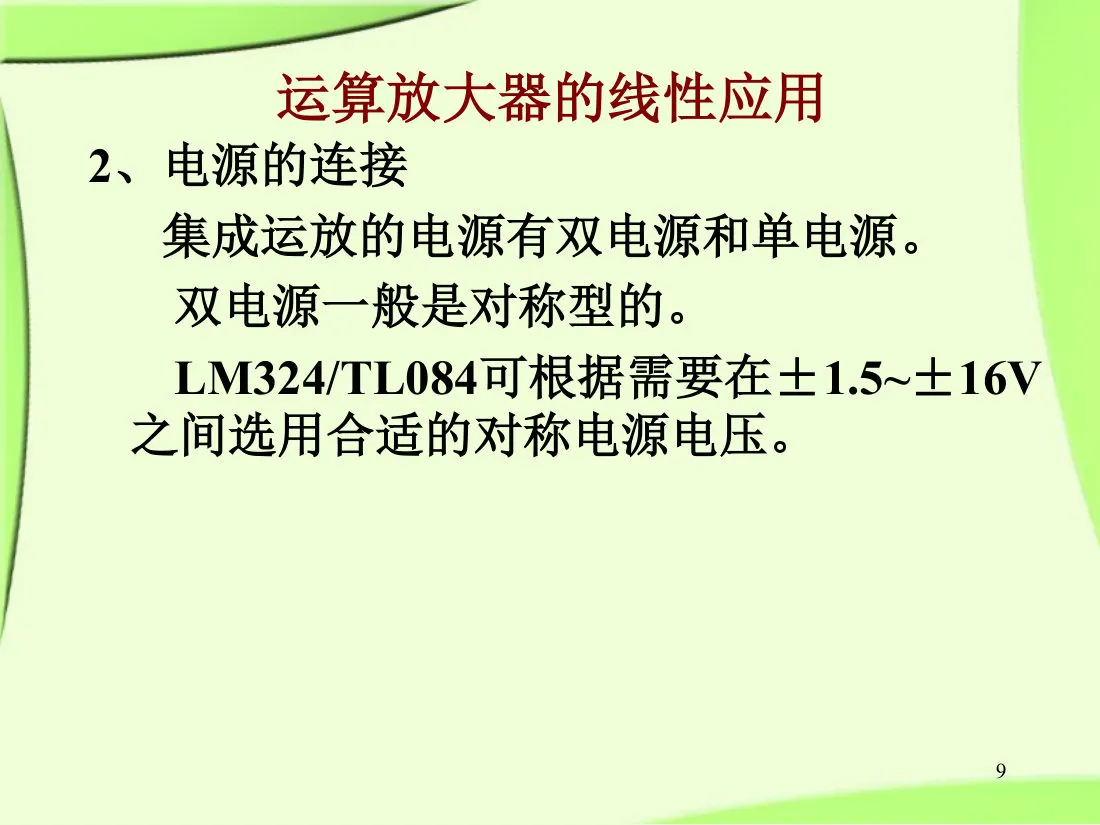 运算放大器的线性应用
2、电源的连接
集成运放的电源有双电源和单电源。
双电源一般是对称型的。
LM324/TL084可根据需要在±1.5~±16V
之间选用合适的对称电源电压。
9